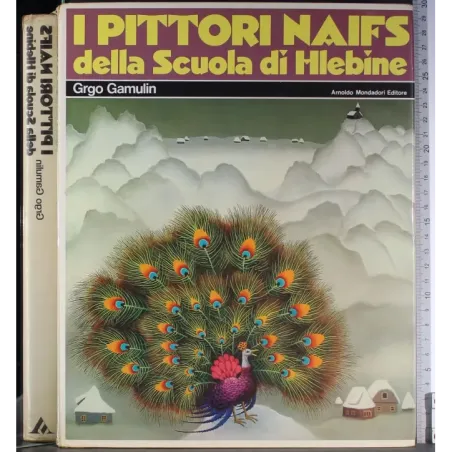 I PITTORI NAIFS
della Scuola di Hlebine
Grgo Gamulin
Arnoldo Mondadori Editore
I PITTORI NAIFS
della Scuola di Hlebine
Grgo Gamulin